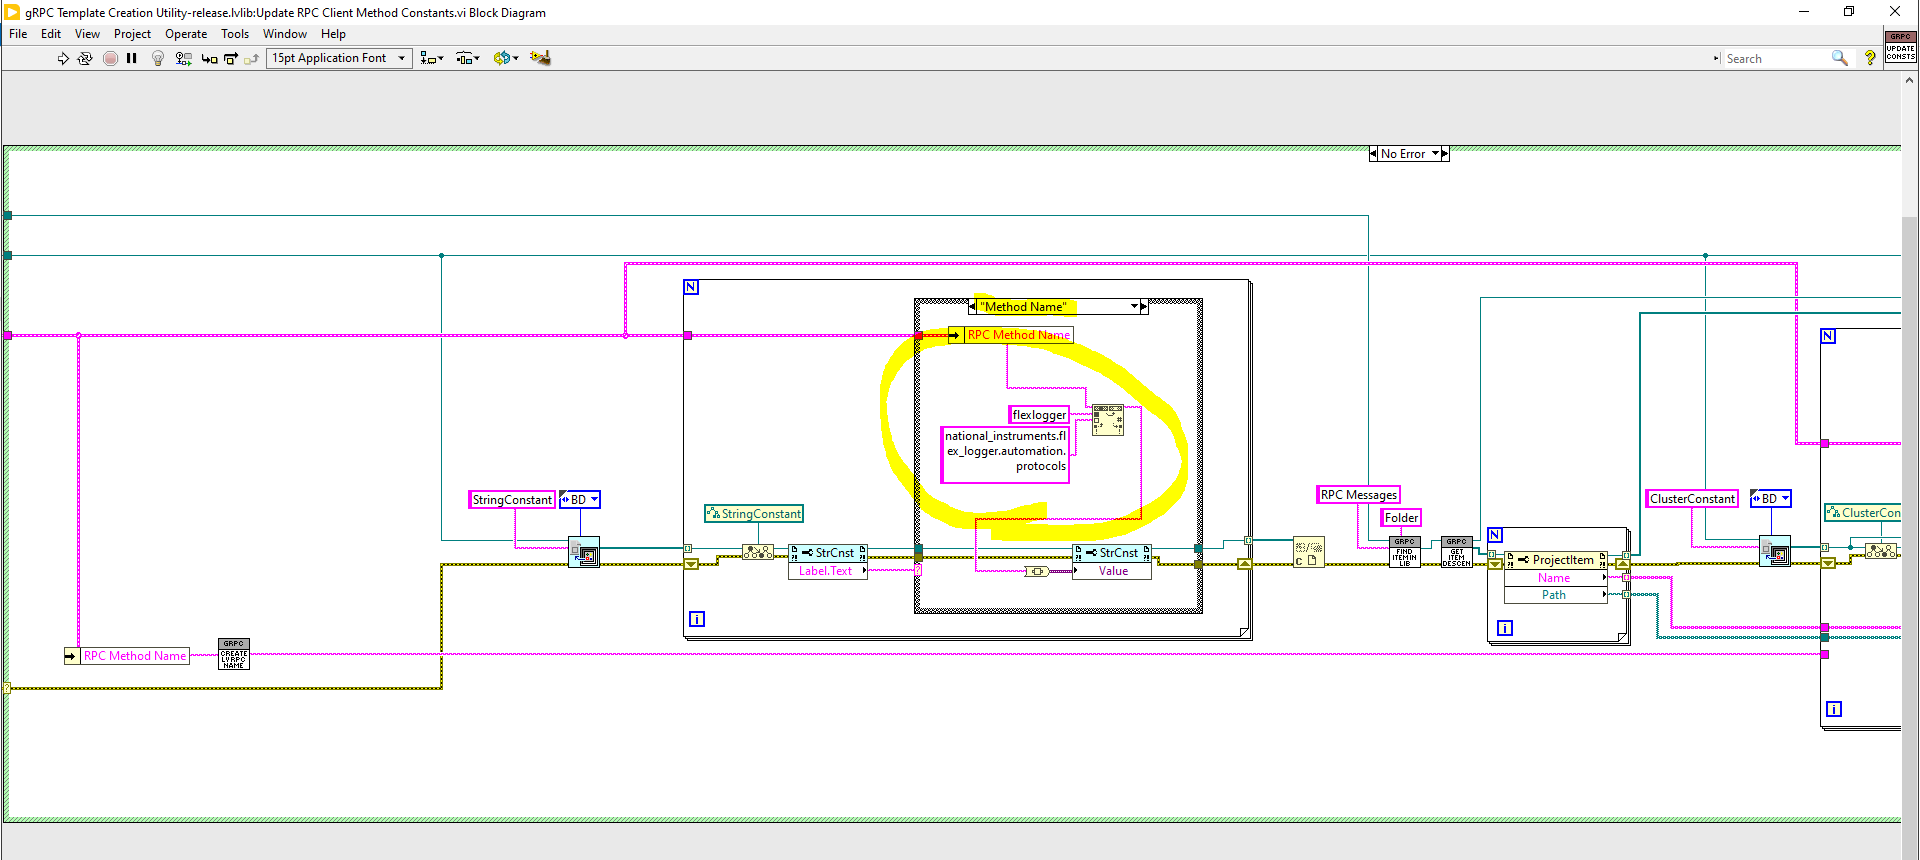 gRPC Template Creation Utility-release.lvlib:Update RPC Client Method Constants.vi Block Diagram
File Edit View Project Operate Tools Window Help
15pt Application Font
Search
GRPC
UPDATE
CONSTS
No Error
N
"Method Name"
RPC Method Name
N
flexlogger
national_instruments.fl
ex_logger.automation.
protocols
StringConstant
BD
RPC Messages
ClusterConstant
BD
StringConstant
Folder
ClusterCon
N
StrCnst
Label.Text
StrCnst
Value
GRPC
FIND
ITEM IN
LIB
GRPC
GET
ITEM
DESCEN
ProjectItem
Name
Path
i
i
RPC Method Name
GRPC
CREATE
LVRPC
NAME
i